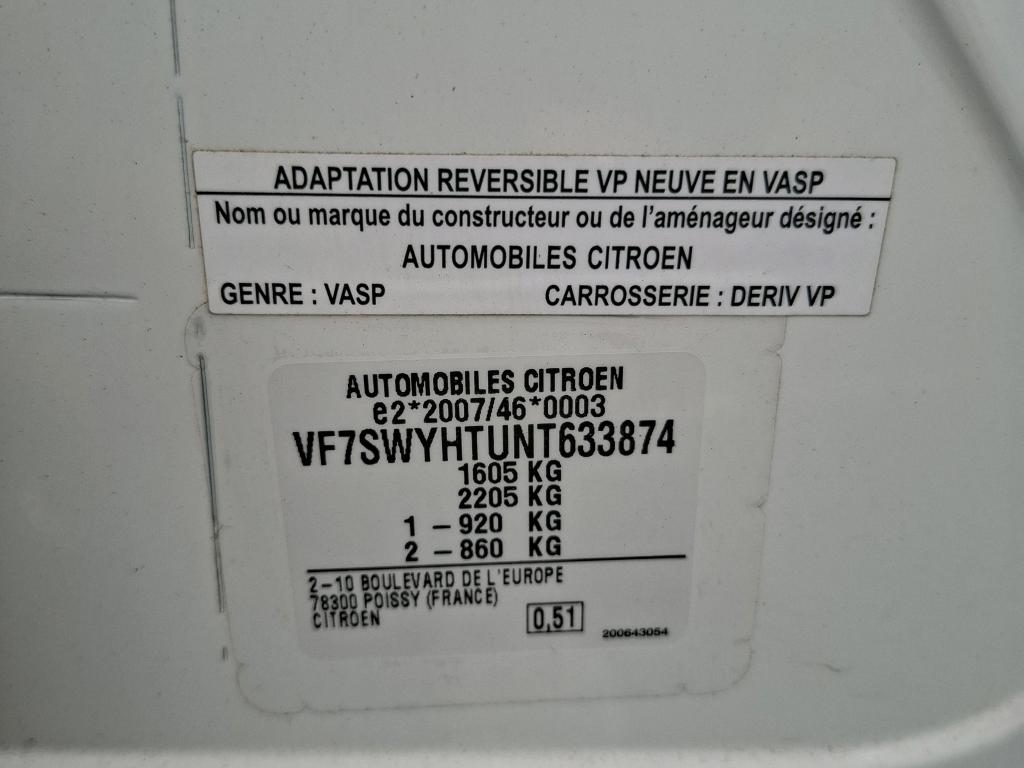 ADAPTATION REVERSIBLE VP NEUVE EN VASP
Nom ou marque du constructeur ou de l'aménageur désigné :
AUTOMOBILES CITROEN
GENRE : VASP CARROSSERIE : DERIV VP
AUTOMOBILES CITROEN
e2*2007/46*0003
VF7SWYHTUNT633874
1605 KG
2205 KG
1 – 920 KG
2 – 860 KG
2-10 BOULEVARD DE L'EUROPE
78300 POISSY (FRANCE)
CITROEN
0,51
200643054